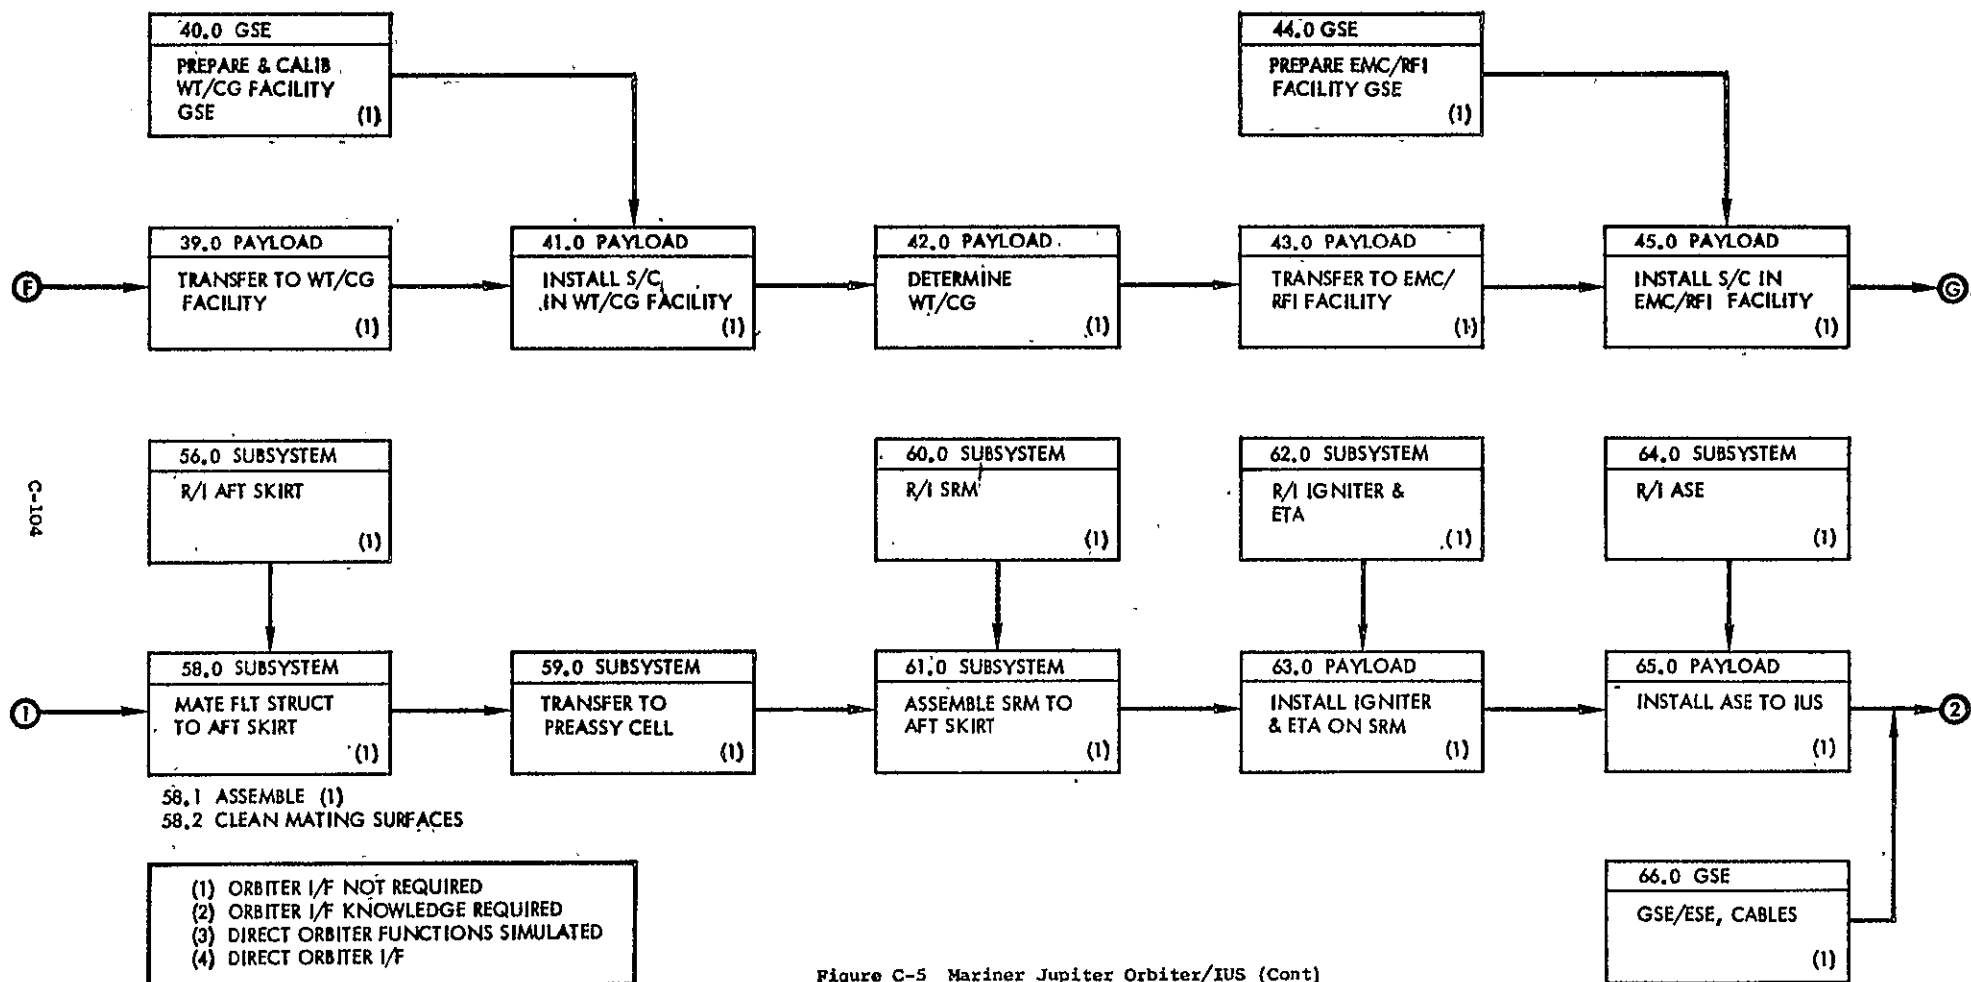 40.0 GSE
PREPARE & CALIB
WT/CG FACILITY
GSE
(1)
44.0 GSE
PREPARE EMC/RFI
FACILITY GSE
(1)
F
39.0 PAYLOAD
TRANSFER TO WT/CG
FACILITY
(1)
41.0 PAYLOAD
INSTALL S/C
IN WT/CG FACILITY
(1)
42.0 PAYLOAD
DETERMINE
WT/CG
(1)
43.0 PAYLOAD
TRANSFER TO EMC/
RFI FACILITY
(1)
45.0 PAYLOAD
INSTALL S/C IN
EMC/RFI FACILITY
(1)
G
C-104
56.0 SUBSYSTEM
R/I AFT SKIRT
(1)
60.0 SUBSYSTEM
R/I SRM
(1)
62.0 SUBSYSTEM
R/I IGNITER &
ETA
(1)
64.0 SUBSYSTEM
R/I ASE
(1)
1
58.0 SUBSYSTEM
MATE FLT STRUCT
TO AFT SKIRT
(1)
59.0 SUBSYSTEM
TRANSFER TO
PREASSY CELL
(1)
61.0 SUBSYSTEM
ASSEMBLE SRM TO
AFT SKIRT
(1)
63.0 PAYLOAD
INSTALL IGNITER
& ETA ON SRM
(1)
65.0 PAYLOAD
INSTALL ASE TO IUS
(1)
2
58.1 ASSEMBLE (1)
58.2 CLEAN MATING SURFACES
(1) ORBITER I/F NOT REQUIRED
(2) ORBITER I/F KNOWLEDGE REQUIRED
(3) DIRECT ORBITER FUNCTIONS SIMULATED
(4) DIRECT ORBITER I/F
66.0 GSE
GSE/ESE, CABLES
(1)
Figure C-5 Mariner Jupiter Orbiter/IUS (Cont)